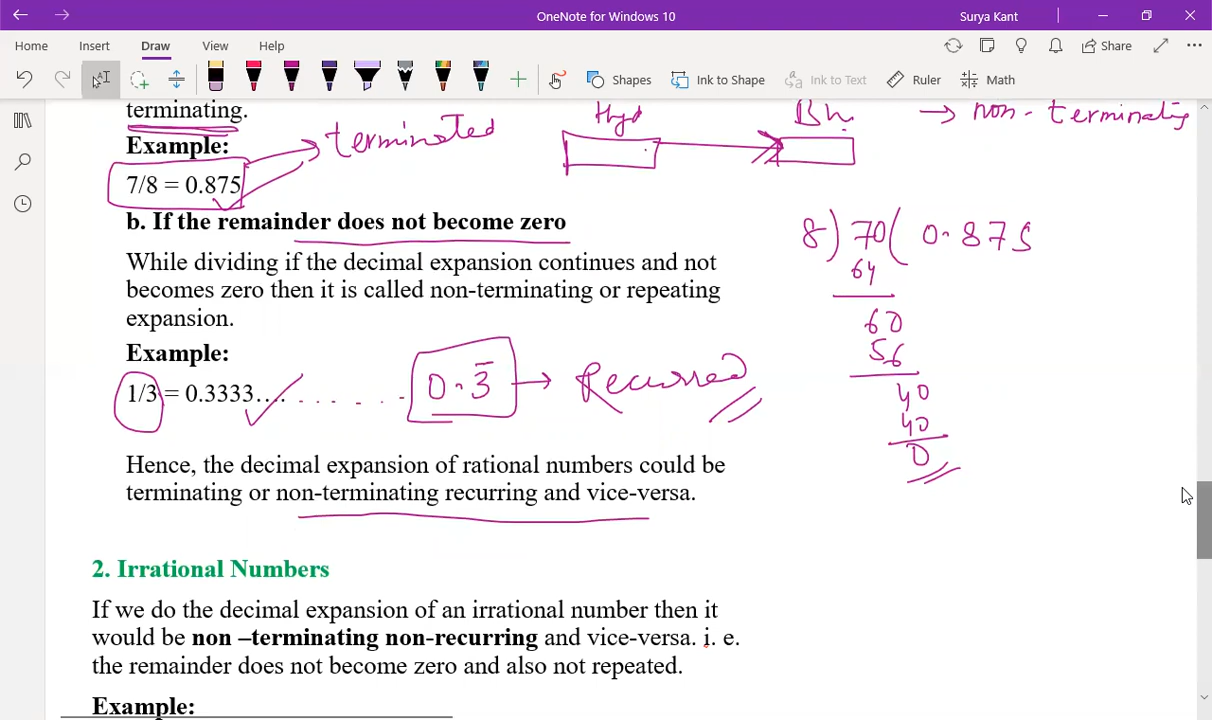 OneNote for Windows 10
Surya Kant
Home Insert Draw View Help
Share
Shapes Ink to Shape Ink to Text Ruler Math
terminating.
Hyd Bh. → non-terminating
Example: terminated
7/8 = 0.875
b. If the remainder does not become zero
8) 70( 0.875
While dividing if the decimal expansion continues and not
64
becomes zero then it is called non-terminating or repeating
60
expansion.
56
Example:
1/3 = 0.3333.... ...... 0.3̅ → Recurred
40
40
0
Hence, the decimal expansion of rational numbers could be
terminating or non-terminating recurring and vice-versa.
2. Irrational Numbers
If we do the decimal expansion of an irrational number then it
would be non –terminating non-recurring and vice-versa. i. e.
the remainder does not become zero and also not repeated.
Example: